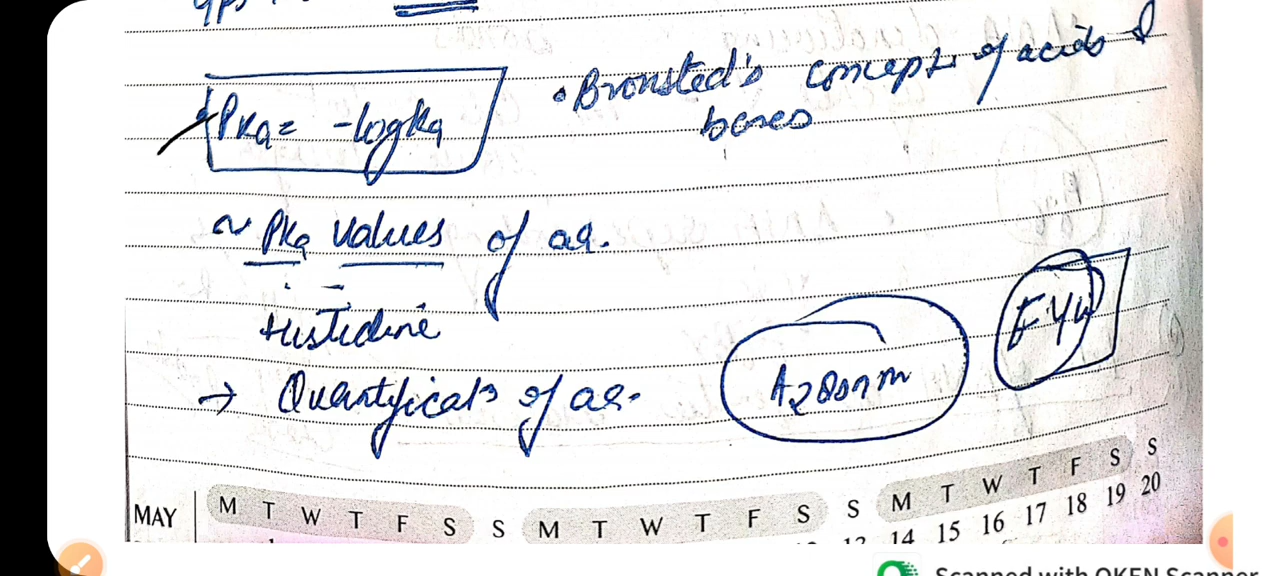 • Bronsted's concept of acids &
bases
Pka = -logka
~ Pka values of aa.
Histidine
→ Quantificatn of aa.
A280nm
FYW
MAY M T W T F S S M T W T F S S M T W T F S S
14 15 16 17 18 19 20
Scanned with OKEN Scanner